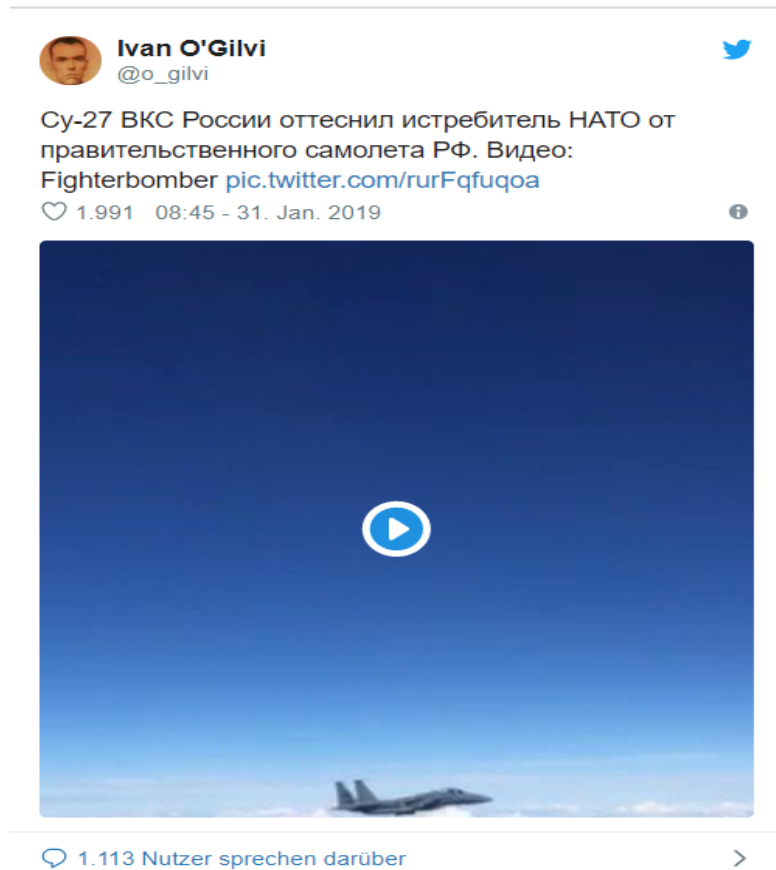 Ivan O'Gilvi
@o_gilvi
Су-27 ВКС России оттеснил истребитель НАТО от
правительственного самолета РФ. Видео:
Fighterbomber pic.twitter.com/rurFqfuqoa
1.991 08:45 - 31. Jan. 2019
1.113 Nutzer sprechen darüber